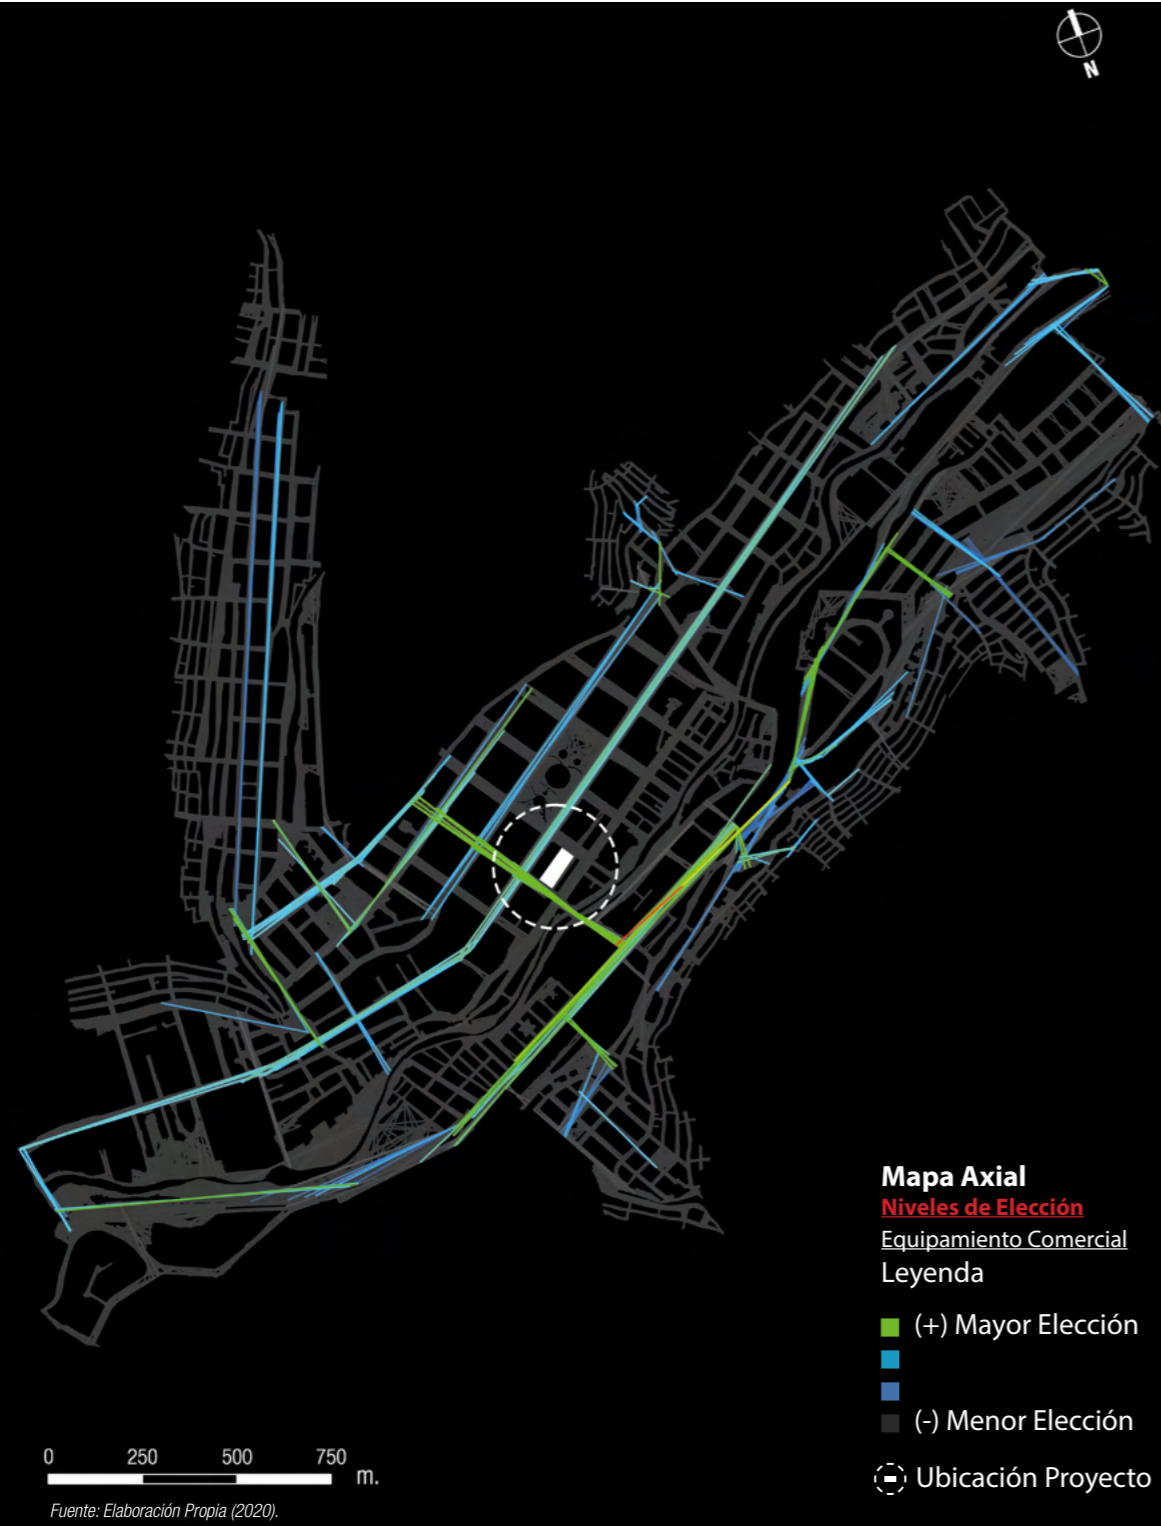 N
Mapa Axial
Niveles de Elección
Equipamiento Comercial
Leyenda
(+) Mayor Elección
(-) Menor Elección
Ubicación Proyecto
0 250 500 750 m.
Fuente: Elaboración Propia (2020).